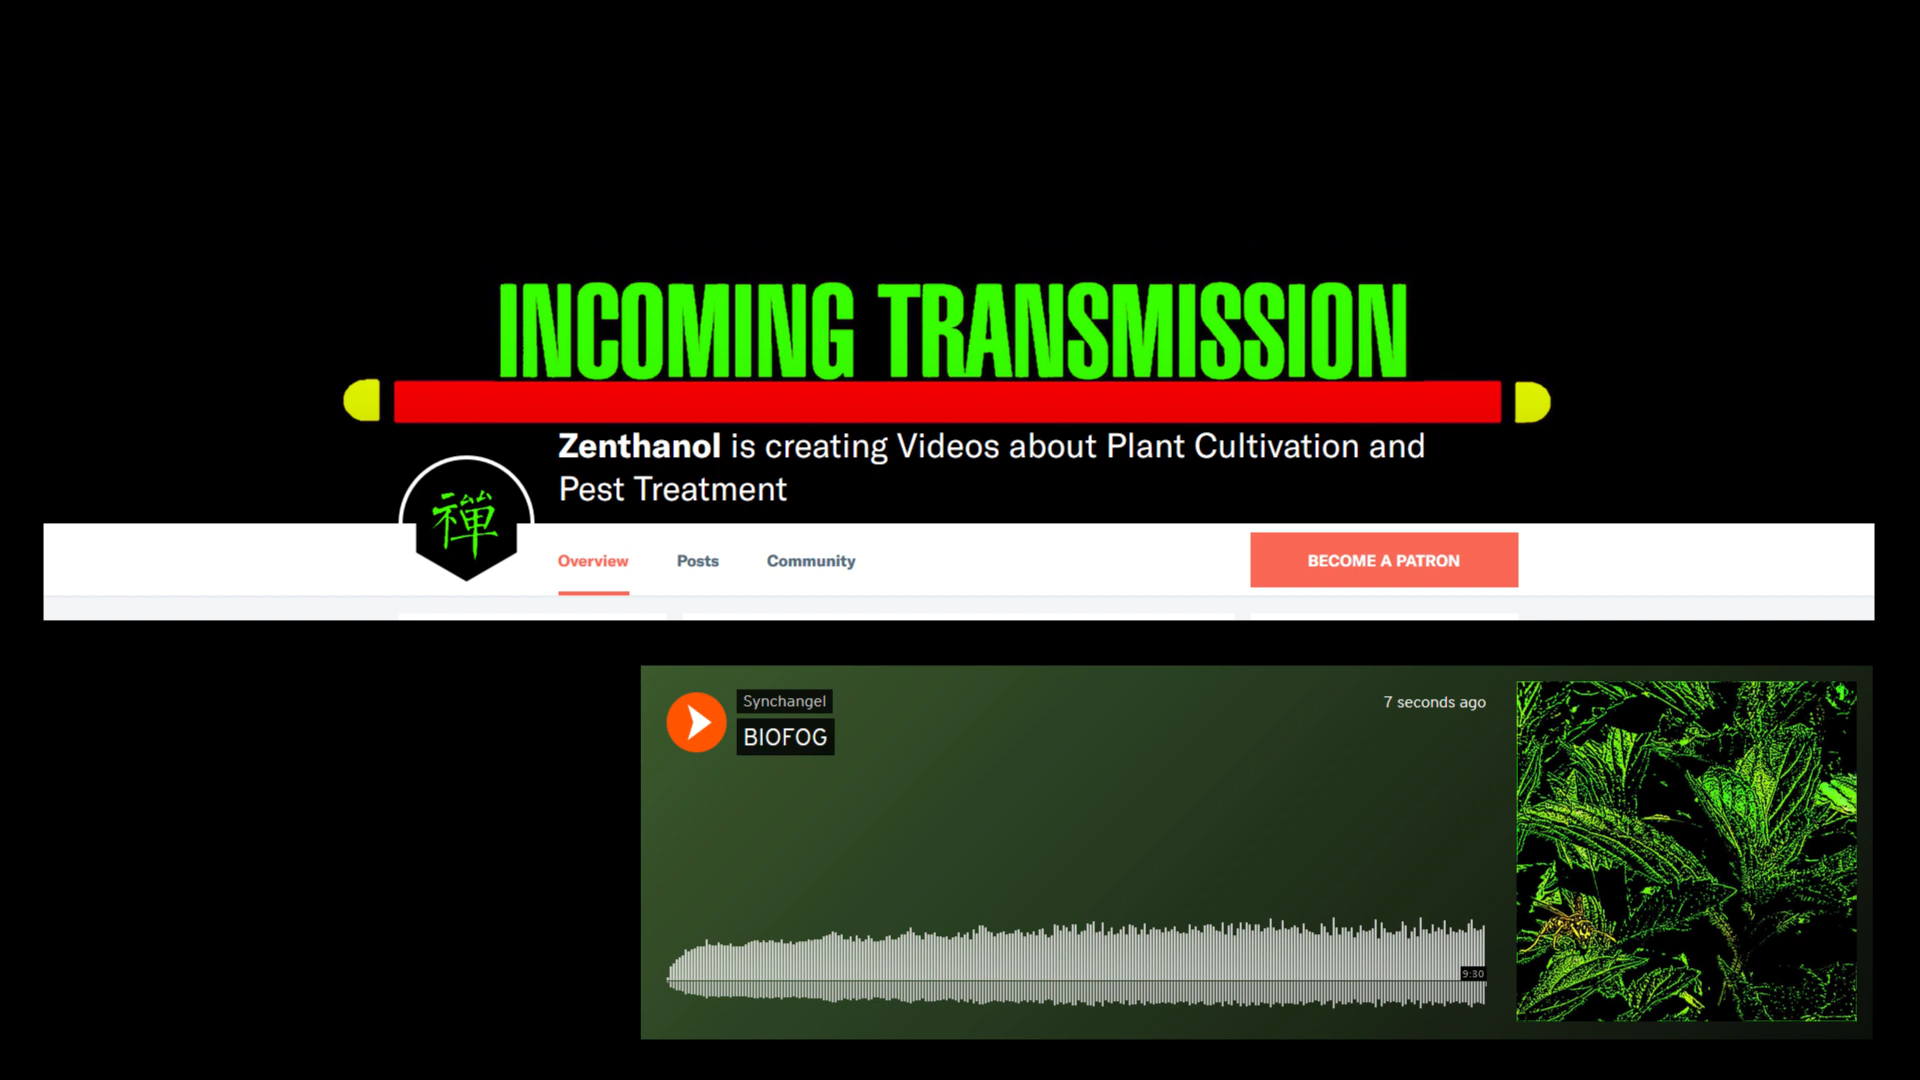 INCOMING TRANSMISSION
Zenthanol is creating Videos about Plant Cultivation and
Pest Treatment
禪
Overview Posts Community BECOME A PATRON
Synchangel 7 seconds ago
BIOFOG
9:30